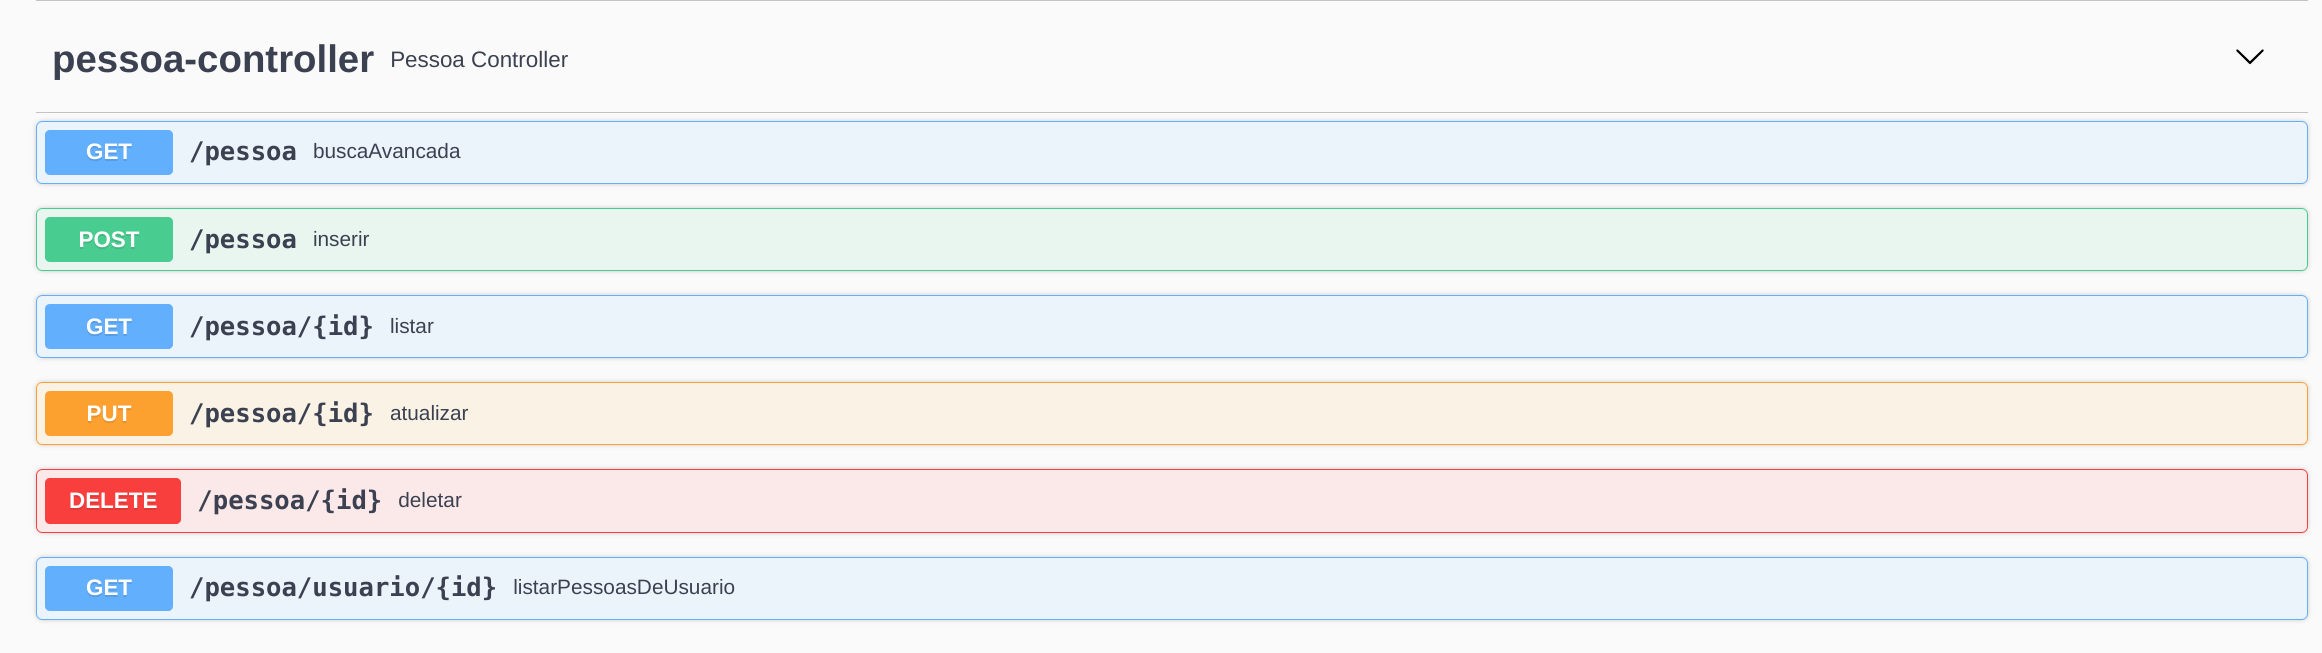 pessoa-controller Pessoa Controller
GET /pessoa buscaAvancada
POST /pessoa inserir
GET /pessoa/{id} listar
PUT /pessoa/{id} atualizar
DELETE /pessoa/{id} deletar
GET /pessoa/usuario/{id} listarPessoasDeUsuario